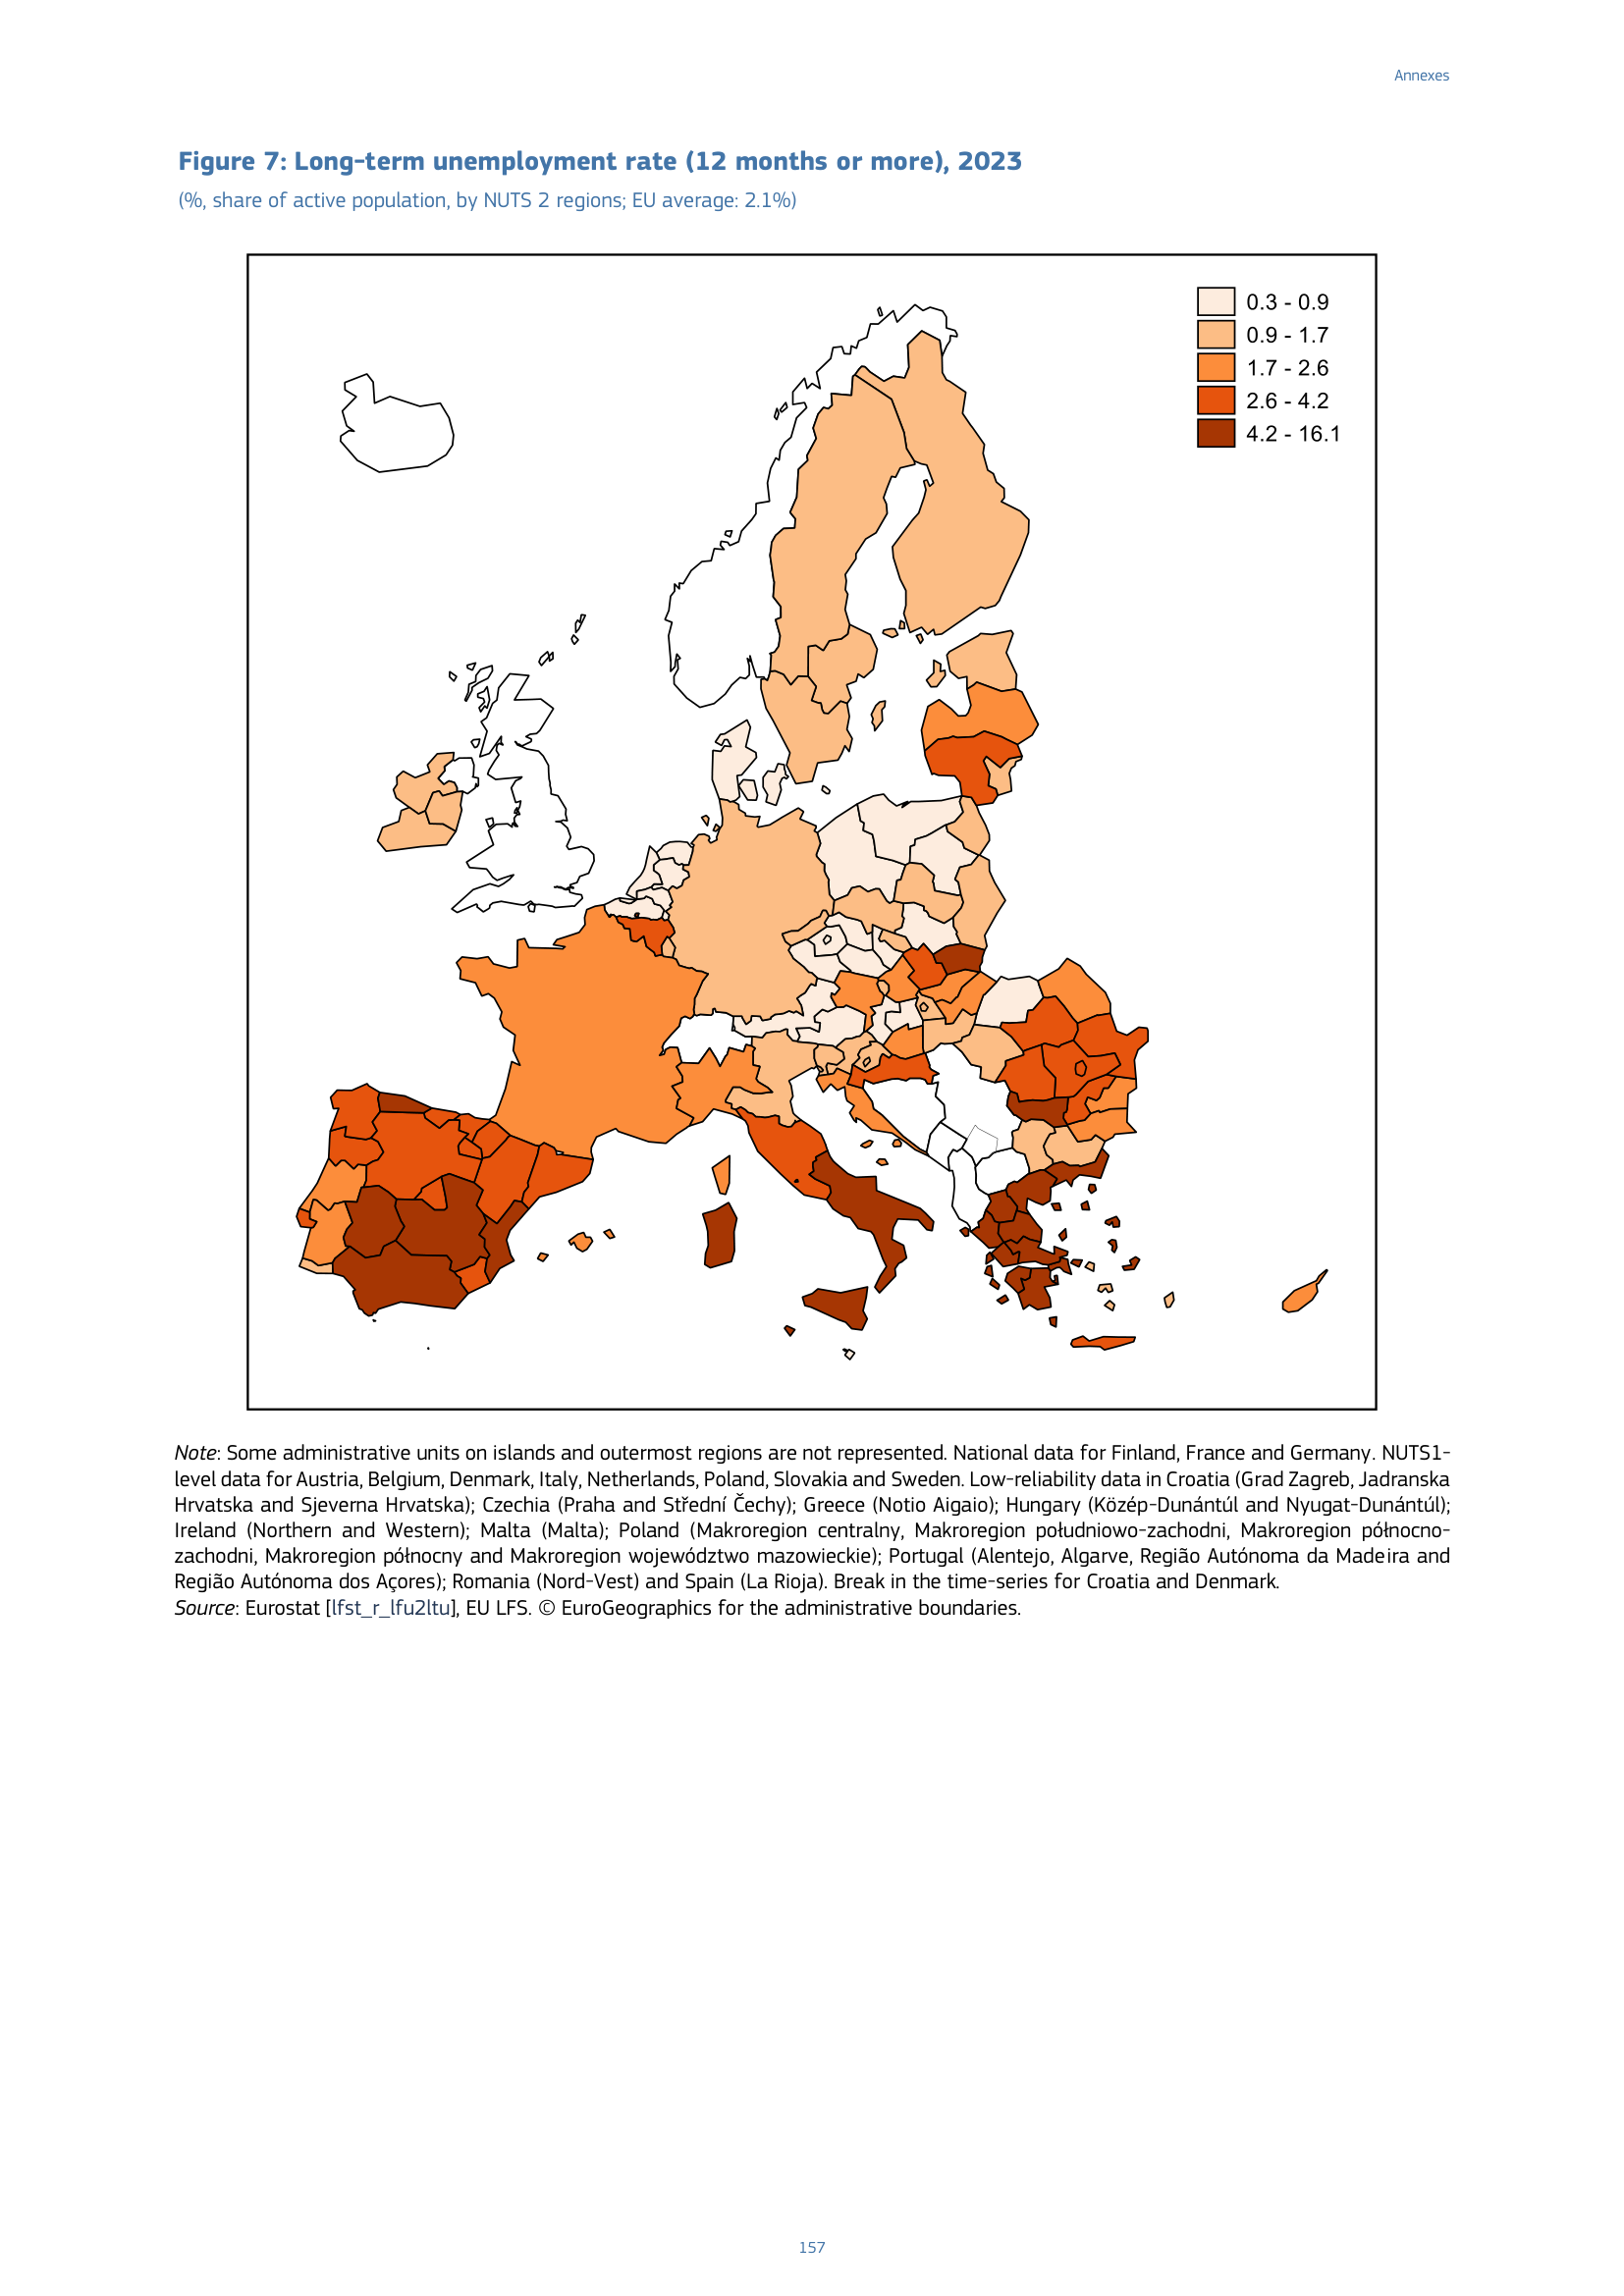 Annexes
Figure 7: Long-term unemployment rate (12 months or more), 2023
(%, share of active population, by NUTS 2 regions; EU average: 2.1%)
0.3 - 0.9
0.9 - 1.7
1.7 - 2.6
2.6 - 4.2
4.2 - 16.1
Note: Some administrative units on islands and outermost regions are not represented. National data for Finland, France and Germany. NUTS1-
level data for Austria, Belgium, Denmark, Italy, Netherlands, Poland, Slovakia and Sweden. Low-reliability data in Croatia (Grad Zagreb, Jadranska
Hrvatska and Sjeverna Hrvatska); Czechia (Praha and Střední Čechy); Greece (Notio Aigaio); Hungary (Közép-Dunántúl and Nyugat-Dunántúl);
Ireland (Northern and Western); Malta (Malta); Poland (Makroregion centralny, Makroregion południowo-zachodni, Makroregion północno-
zachodni, Makroregion północny and Makroregion województwo mazowieckie); Portugal (Alentejo, Algarve, Região Autónoma da Madeira and
Região Autónoma dos Açores); Romania (Nord-Vest) and Spain (La Rioja). Break in the time-series for Croatia and Denmark.
Source: Eurostat [lfst_r_lfu2ltu], EU LFS. © EuroGeographics for the administrative boundaries.
157